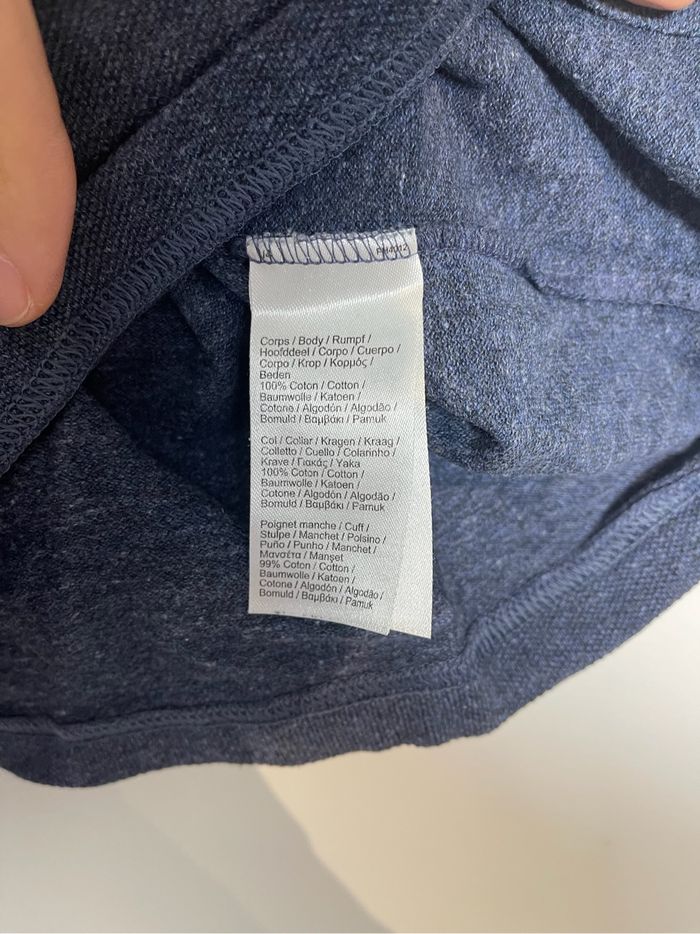 Corps / Body / Rumpf /
Hoofddeel / Corpo / Cuerpo /
Corpo / Krop / Κορμός /
Beden
100% Coton / Cotton /
Baumwolle / Katoen /
Cotone / Algodón / Algodão /
Bomuld / Βαμβάκι / Pamuk
Col / Collar / Kragen / Kraag /
Colletto / Cuello / Colarinho /
Krave / Γιακάς / Yaka
100% Coton / Cotton /
Baumwolle / Katoen /
Cotone / Algodón / Algodão /
Bomuld / Βαμβάκι / Pamuk
Poignet manche / Cuff /
Stulpe / Manchet / Polsino /
Puño / Punho / Manchet /
Μανσέτα / Manşet
99% Coton / Cotton /
Baumwolle / Katoen /
Cotone / Algodón / Algodão /
Bomuld / Βαμβάκι / Pamuk